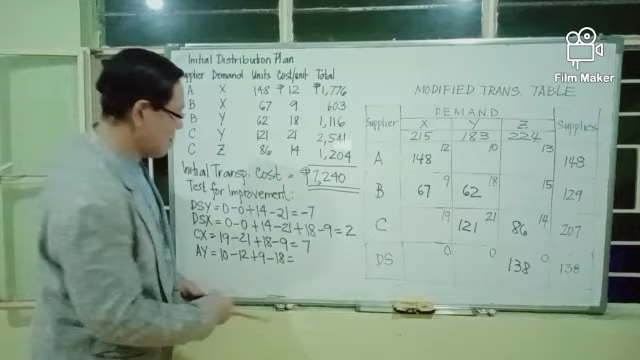 Film Maker
Initial Distribution Plan
Supplier Demand Units Cost/unit Total
A X 148 ₱12 ₱1,776
B X 67 9 603
B Y 62 18 1,116
C Y 121 21 2,541
C Z 86 14 1,204
Initial Transp. Cost = ₱7,240
Test for Improvement:
DSY = 0-0+14-21 = -7
DSX = 0-0+14-21+18-9 = 2
CX = 19-21+18-9 = 7
AY = 10-12+9-18 =
MODIFIED TRANS. TABLE
Supplier DEMAND Supplies
X Y Z
215 183 224
A 148 12 10 13 148
B 67 9 62 18 15 129
C 19 121 21 86 14 207
DS 0 0 138 0 138